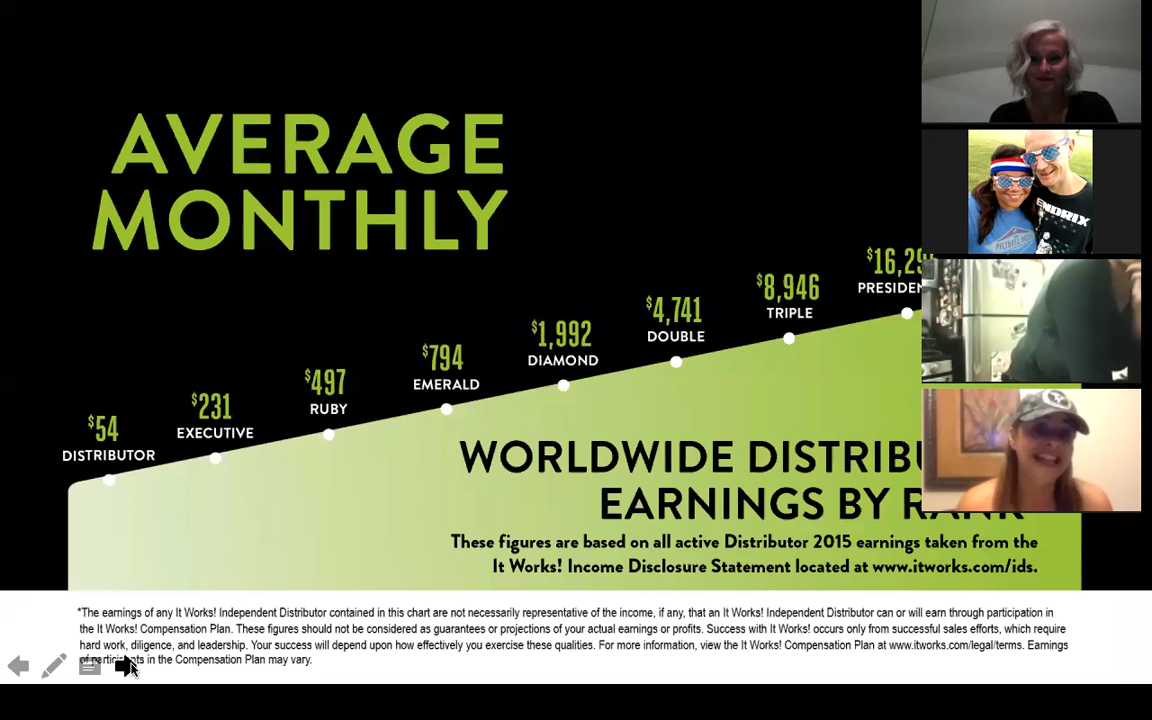 AVERAGE
MONTHLY
$54
DISTRIBUTOR
$231
EXECUTIVE
$497
RUBY
$794
EMERALD
$1,992
DIAMOND
$4,741
DOUBLE
$8,946
TRIPLE
$16,29
PRESIDEN
WORLDWIDE DISTRIBU
EARNINGS BY RANK
These figures are based on all active Distributor 2015 earnings taken from the
It Works! Income Disclosure Statement located at www.itworks.com/ids.
*The earnings of any It Works! Independent Distributor contained in this chart are not necessarily representative of the income, if any, that an It Works! Independent Distributor can or will earn through participation in
the It Works! Compensation Plan. These figures should not be considered as guarantees or projections of your actual earnings or profits. Success with It Works! occurs only from successful sales efforts, which require
hard work, diligence, and leadership. Your success will depend upon how effectively you exercise these qualities. For more information, view the It Works! Compensation Plan at www.itworks.com/legal/terms. Earnings
of participants in the Compensation Plan may vary.
ENDRIX